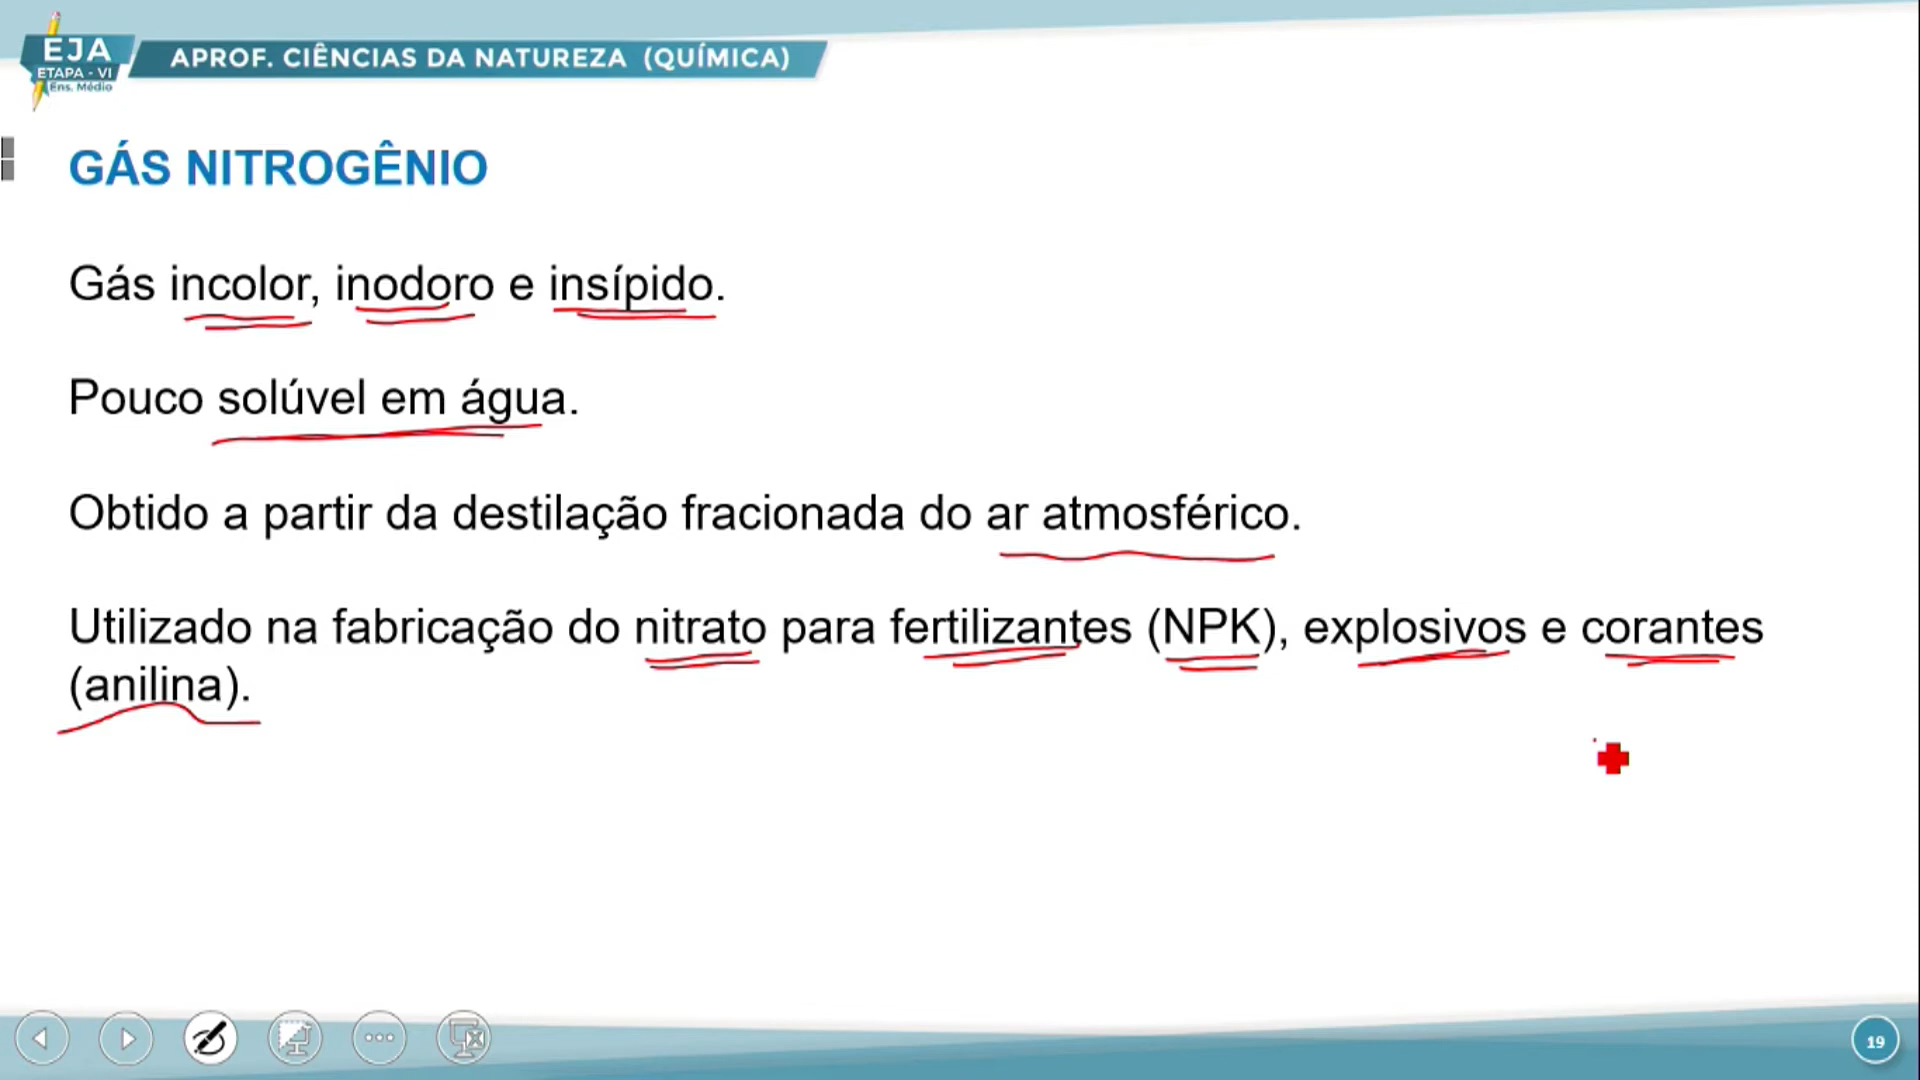 EJA
ETAPA - VI
Ens. Médio
APROF. CIÊNCIAS DA NATUREZA (QUÍMICA)
GÁS NITROGÊNIO
Gás incolor, inodoro e insípido.
Pouco solúvel em água.
Obtido a partir da destilação fracionada do ar atmosférico.
Utilizado na fabricação do nitrato para fertilizantes (NPK), explosivos e corantes
(anilina).
19